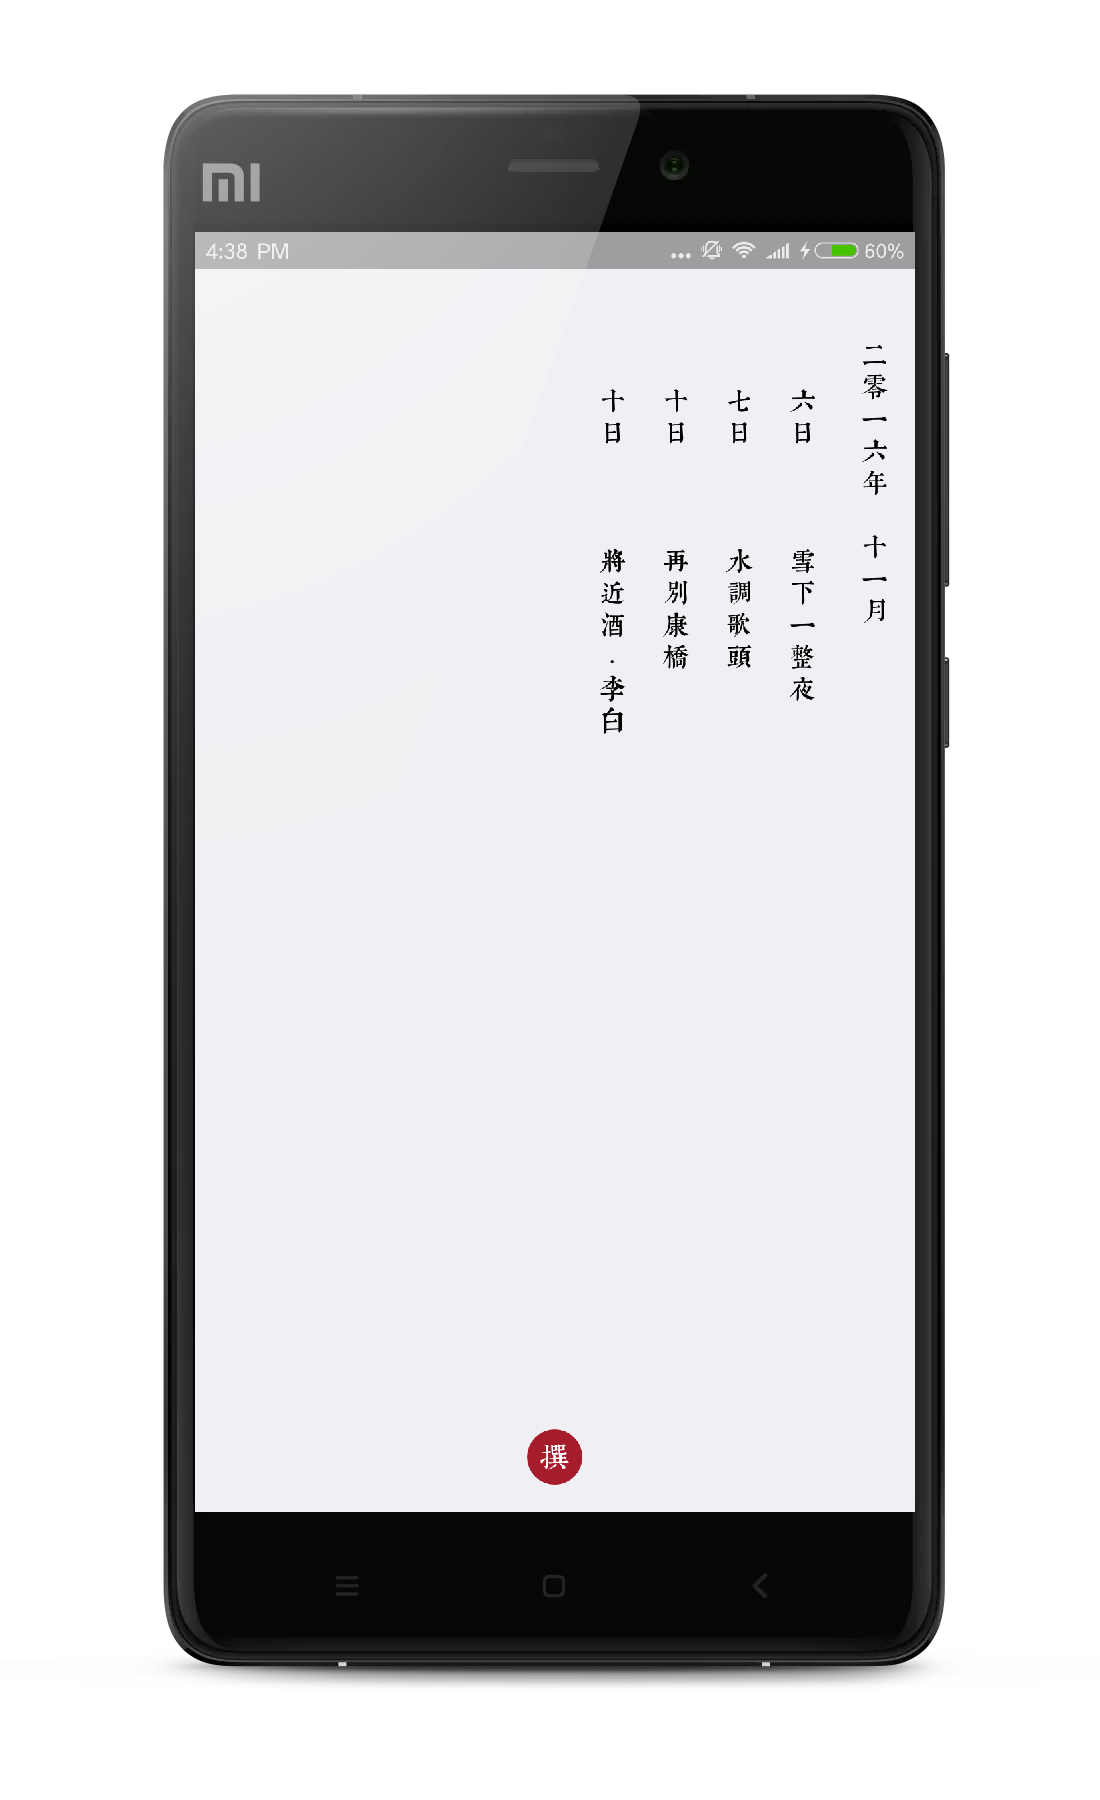 mi
4:38 PM
60%
二零一六年 十一月
六日 雪下一整夜
七日 水調歌頭
十日 再別康橋
十日 將近酒·李白
撰